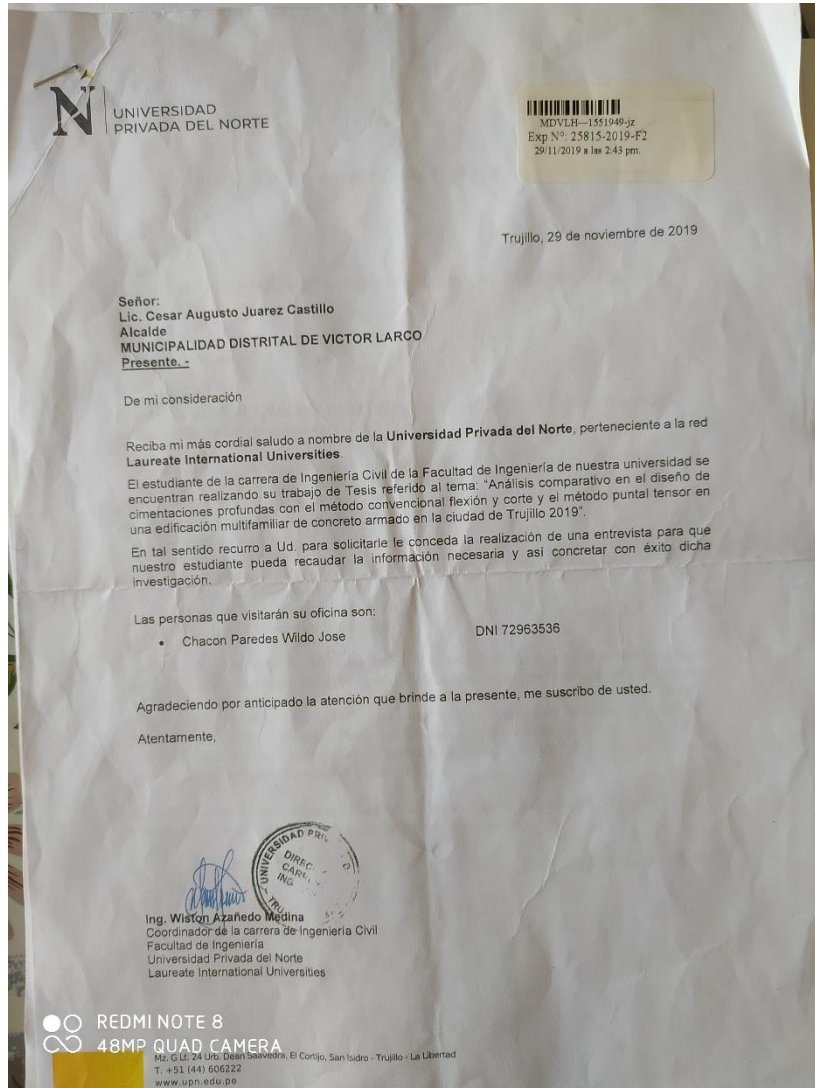 N
UNIVERSIDAD
PRIVADA DEL NORTE
MDVLH---1551949-jz
Exp Nº: 25815-2019-F2
29/11/2019 a las 2:43 pm.
Trujillo, 29 de noviembre de 2019
Señor:
Lic. Cesar Augusto Juarez Castillo
Alcalde
MUNICIPALIDAD DISTRITAL DE VICTOR LARCO
Presente. -
De mi consideración
Reciba mi más cordial saludo a nombre de la Universidad Privada del Norte, perteneciente a la red
Laureate International Universities.
El estudiante de la carrera de Ingeniería Civil de la Facultad de Ingeniería de nuestra universidad se
encuentran realizando su trabajo de Tesis referido al tema: “Análisis comparativo en el diseño de
cimentaciones profundas con el método convencional flexión y corte y el método puntal tensor en
una edificación multifamiliar de concreto armado en la ciudad de Trujillo 2019”.
En tal sentido recurro a Ud. para solicitarle le conceda la realización de una entrevista para que
nuestro estudiante pueda recaudar la información necesaria y así concretar con éxito dicha
investigación.
Las personas que visitarán su oficina son:
• Chacon Paredes Wildo Jose DNI 72963536
Agradeciendo por anticipado la atención que brinde a la presente, me suscribo de usted.
Atentamente,
UNIVERSIDAD PRIV
DIREC
CARR
ING
TRU
Ing. Wiston Azañedo Medina
Coordinador de la carrera de Ingeniería Civil
Facultad de Ingeniería
Universidad Privada del Norte
Laureate International Universities
REDMI NOTE 8
48MP QUAD CAMERA
Mz. G Lt. 24 Urb. Dean Saavedra, El Cortijo, San Isidro - Trujillo - La Libertad
T. +51 (44) 606222
www.upn.edu.pe